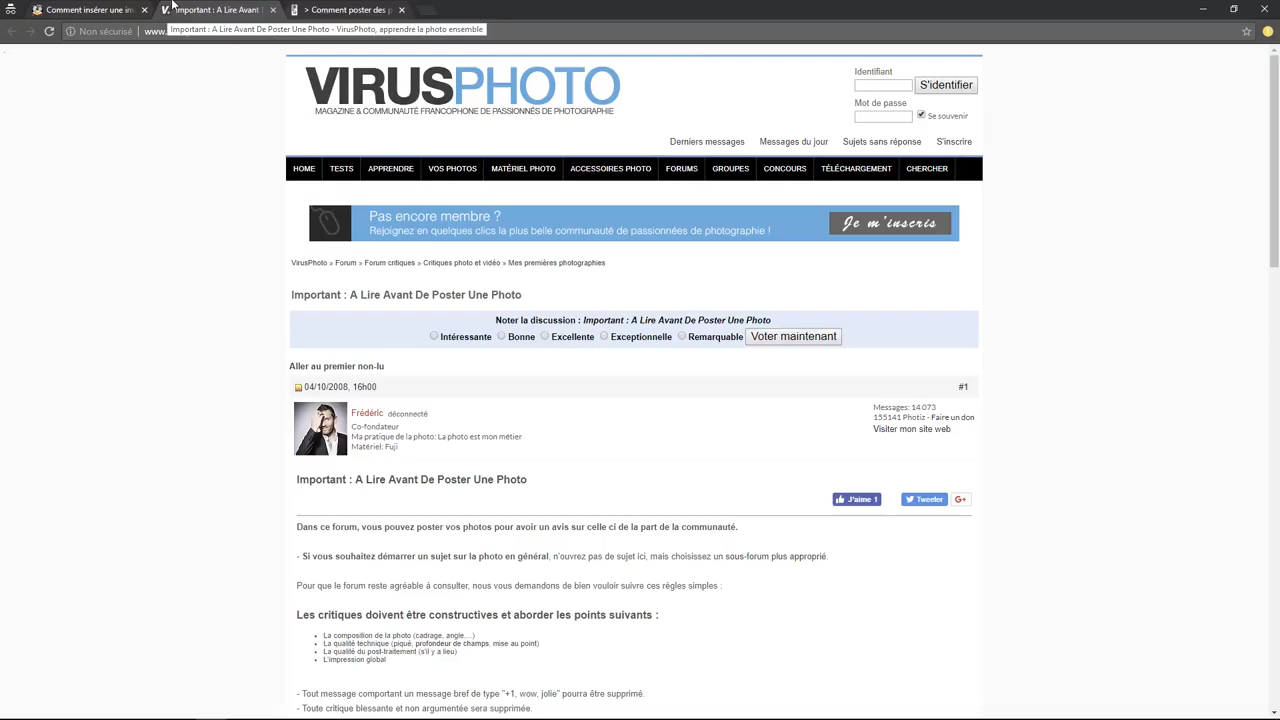 Comment insérer une im
Important : A Lire Avant D
> Comment des personnes
Non sécurisé
www.
Important : A Lire Avant De Poster Une Photo - VirusPhoto, apprendre la photo ensemble
VIRUSPHOTO
MAGAZINE & COMMUNAUTÉ FRANCOPHONE DE PASSIONNÉS DE PHOTOGRAPHIE
Identifiant
S'identifier
Mot de passe
Se souvenir
Derniers messages Messages du jour Sujets sans réponse S'inscrire
HOME TESTS APPRENDRE VOS PHOTOS MATÉRIEL PHOTO ACCESSOIRES PHOTO FORUMS GROUPES CONCOURS TÉLÉCHARGEMENT CHERCHER
Pas encore membre ?
Rejoignez en quelques clics la plus belle communauté de passionnées de photographie !
Je m'inscris
VirusPhoto » Forum » Forum critiques » Critiques photo et vidéo » Mes premières photographies
Important : A Lire Avant De Poster Une Photo
Noter la discussion : Important : A Lire Avant De Poster Une Photo
Intéressante Bonne Excellente Exceptionnelle Remarquable Voter maintenant
Aller au premier non-lu
04/10/2008, 16h00 #1
Frédéric déconnecté
Co-fondateur
Ma pratique de la photo: La photo est mon métier
Matériel: Fuji
Messages: 14 073
155141 Photiz - Faire un don
Visiter mon site web
Important : A Lire Avant De Poster Une Photo
J'aime 1 Tweeter G+
Dans ce forum, vous pouvez poster vos photos pour avoir un avis sur celle ci de la part de la communauté.
- Si vous souhaitez démarrer un sujet sur la photo en général, n'ouvrez pas de sujet ici, mais choisissez un sous-forum plus approprié.
Pour que le forum reste agréable à consulter, nous vous demandons de bien vouloir suivre ces règles simples :
Les critiques doivent être constructives et aborder les points suivants :
• La composition de la photo (cadrage, angle....)
• La qualité technique (piqué, profondeur de champs, mise au point)
• La qualité du post-traitement (s'il y a lieu)
• L'impression global
- Tout message comportant un message bref de type "+1, wow, jolie" pourra être supprimé.
- Toute critique blessante et non argumentée sera supprimée.